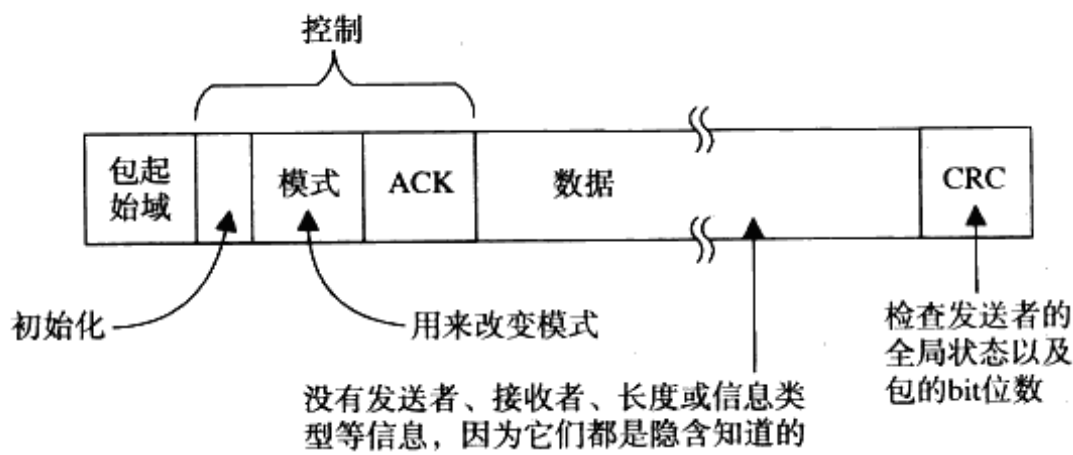 控制
包起
始域
模式
ACK
数据
CRC
初始化
用来改变模式
检查发送者的
全局状态以及
包的bit位数
没有发送者、接收者、长度或信息类
型等信息，因为它们都是隐含知道的